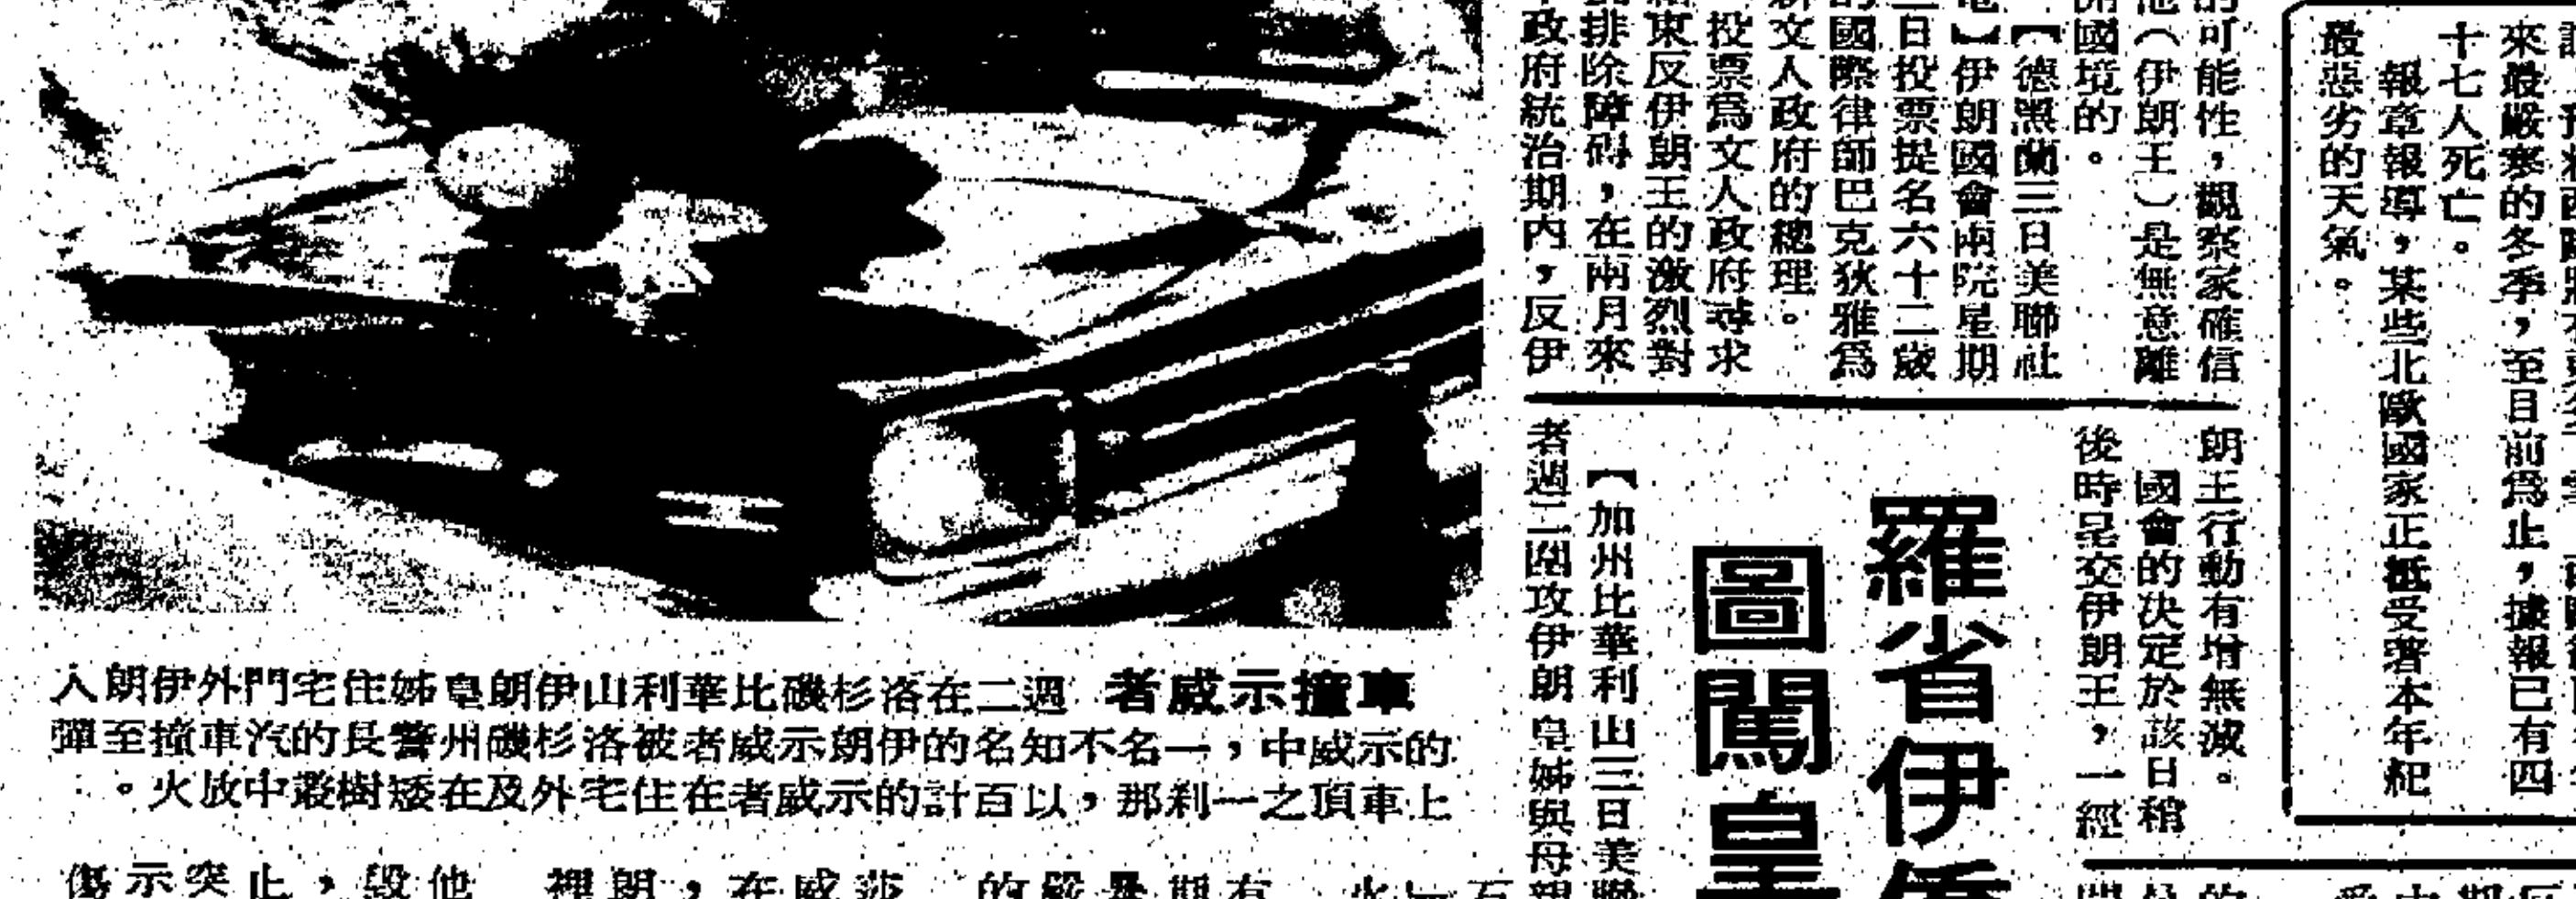 來最嚴寒的冬季，至目前爲止，據報已有四
十七人死亡。
報章報導，某些北歐國家正抵受著本年紀
最惡劣的天氣。
的可能性，觀察家確信
他（伊朗王）是無意離
開國境的。
【德黑蘭三日美聯社
電】伊朗國會兩院星期
二日投票提名六十二歲
的國際律師巴克狄雅爲
新文人政府的總理。
投票爲文人政府尋求
東反伊朗王的激烈對
排除障碍，在兩月來
政府統治期內，反伊
朗王行動有增無減。
國會的決定於該日稍
後時呈交伊朗王，一經
羅省伊
圖闖皇
【加州比華利山三日美聯
者週二圍攻伊朗皇姊與母親
車撞示威者 週二在洛杉磯比華利山伊朗皇姊住宅門外伊朗人
的示威中，一名不知名的伊朗示威者被洛杉磯州警長的汽車撞至彈
上車頂之一刹那，以百計的示威者在住宅外及在矮樹叢中放火。